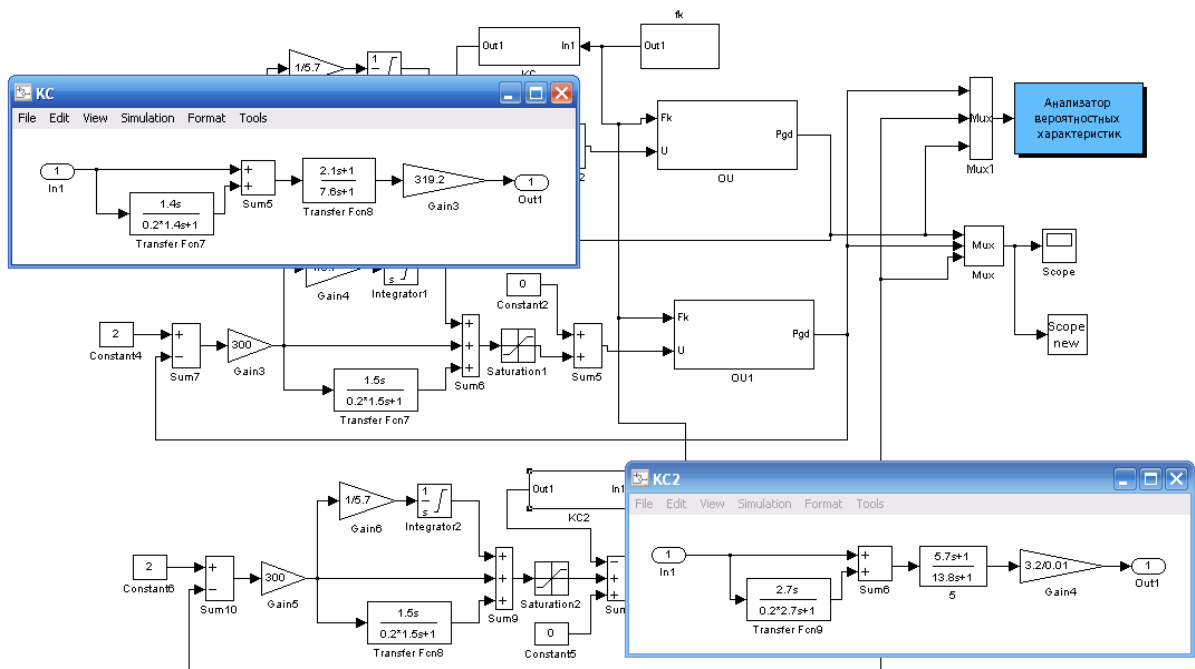 fk
Out1
In1
Out1
1/5.7
1
KC
File Edit View Simulation Format Tools
1
In1
1.4s
0.2*1.4s+1
Transfer Fcn7
+
+
Sum5
2.1s+1
7.6s+1
Transfer Fcn8
319.2
Gain3
1
Out1
Fk
U
Pgd
OU
Mux
Mux1
Анализатор
вероятностных
характеристик
Mux
Mux
Scope
Scope
new
Gain4
s
Integrator1
0
Constant2
2
Constant4
+
−
Sum7
300
Gain3
1.5s
0.2*1.5s+1
Transfer Fcn7
+
+
+
Sum6
Saturation1
+
+
Sum5
Fk
U
Pgd
OU1
1/5.7
Gain6
1
s
Integrator2
2
Constant6
+
−
Sum10
300
Gain5
1.5s
0.2*1.5s+1
Transfer Fcn8
+
+
+
Sum9
Saturation2
0
Constant5
−
+
+
Out1
KC2
KC2
File Edit View Simulation Format Tools
1
In1
2.7s
0.2*2.7s+1
Transfer Fcn9
+
+
Sum6
5.7s+1
13.8s+1
5
3.2/0.01
Gain4
1
Out1